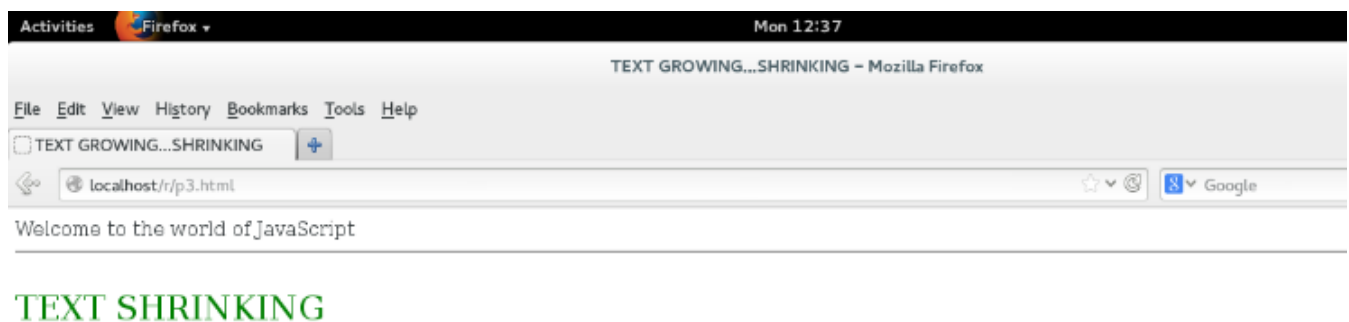 Activities Firefox Mon 12:37
TEXT GROWING...SHRINKING - Mozilla Firefox
File Edit View History Bookmarks Tools Help
TEXT GROWING...SHRINKING
localhost/r/p3.html Google
Welcome to the world of JavaScript
TEXT SHRINKING